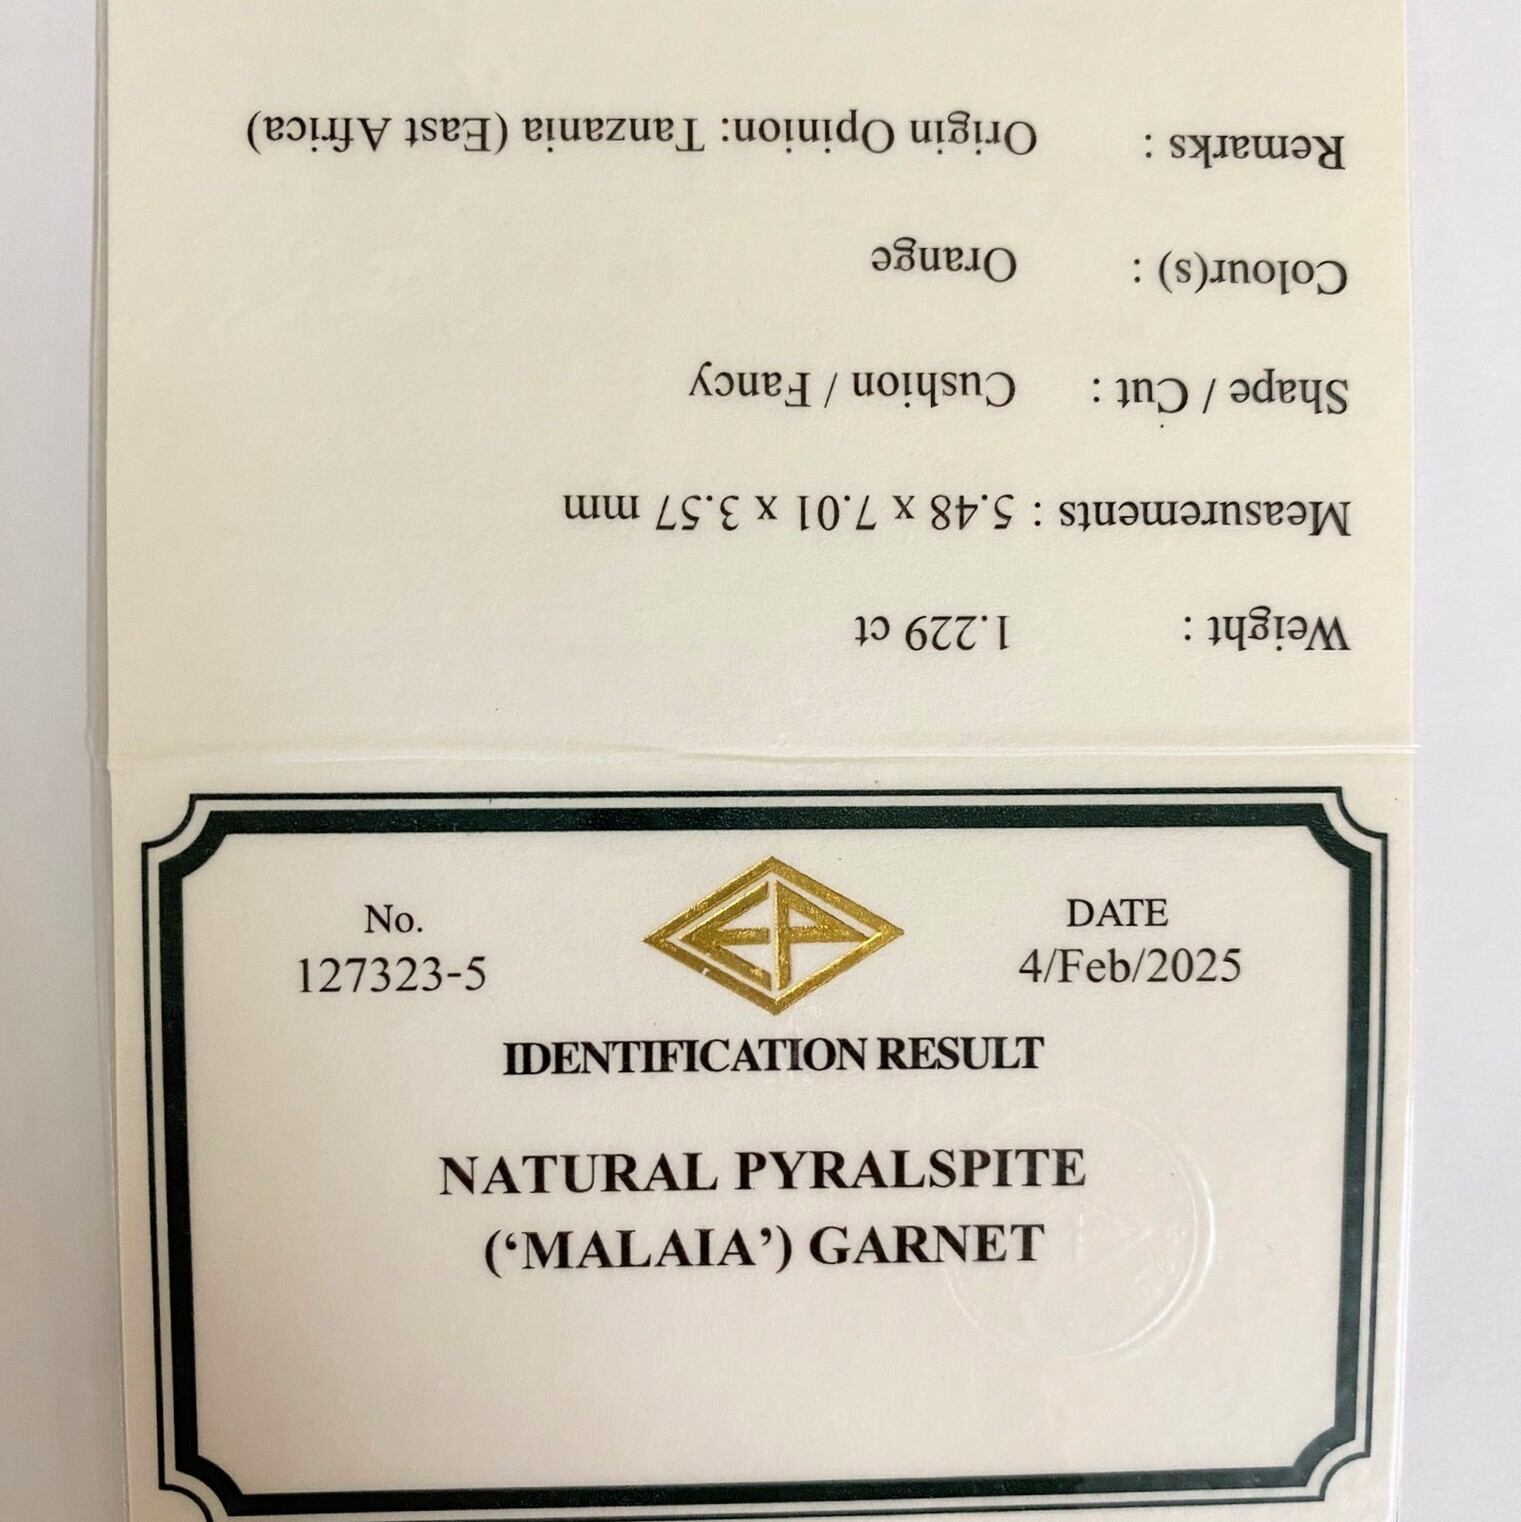 Weight : 1.229 ct
Measurements : 5.48 x 7.01 x 3.57 mm
Shape / Cut : Cushion / Fancy
Colour(s) : Orange
Remarks : Origin Opinion: Tanzania (East Africa)
No.
127323-5
EP
DATE
4/Feb/2025
IDENTIFICATION RESULT
NATURAL PYRALSPITE
(‘MALAIA’) GARNET